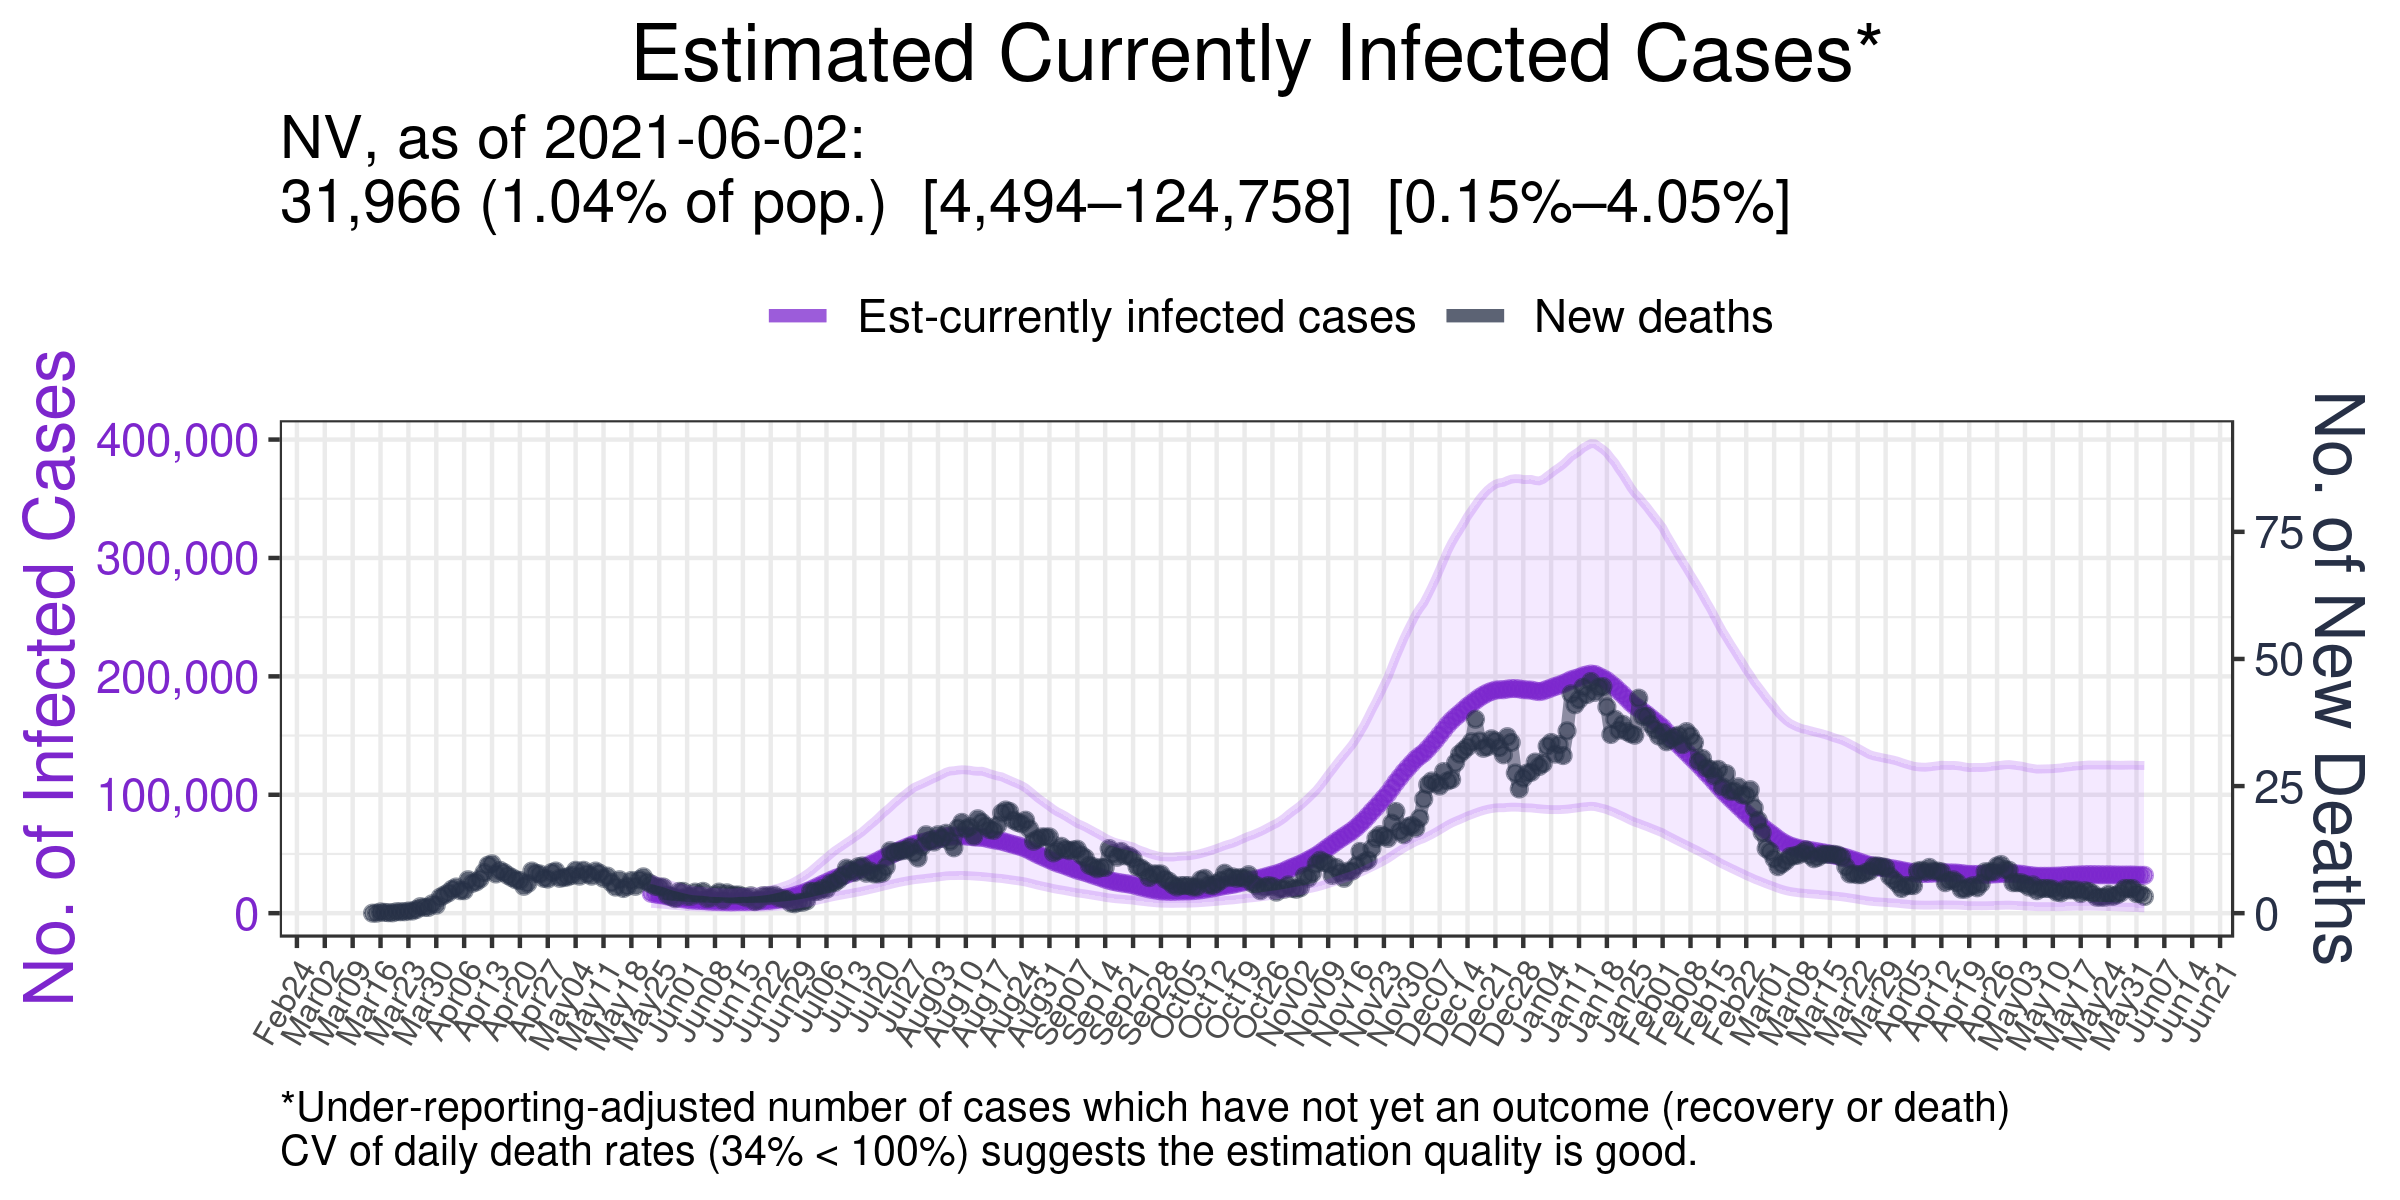 Estimated Currently Infected Cases*
NV, as of 2021-06-02:
31,966 (1.04% of pop.) [4,494–124,758] [0.15%–4.05%]
Est-currently infected cases
New deaths
No. of Infected Cases
400,000
300,000
200,000
100,000
0
75
50
25
0
No. of New Deaths
Feb24
Mar02
Mar09
Mar16
Mar23
Mar30
Apr06
Apr13
Apr20
Apr27
May04
May11
May18
May25
Jun01
Jun08
Jun15
Jun22
Jun29
Jul06
Jul13
Jul20
Jul27
Aug03
Aug10
Aug17
Aug24
Aug31
Sep07
Sep14
Sep21
Sep28
Oct05
Oct12
Oct19
Oct26
Nov02
Nov09
Nov16
Nov23
Nov30
Dec07
Dec14
Dec21
Dec28
Jan04
Jan11
Jan18
Jan25
Feb01
Feb08
Feb15
Feb22
Mar01
Mar08
Mar15
Mar22
Mar29
Apr05
Apr12
Apr19
Apr26
May03
May10
May17
May24
May31
Jun07
Jun14
Jun21
*Under-reporting-adjusted number of cases which have not yet an outcome (recovery or death)
CV of daily death rates (34% < 100%) suggests the estimation quality is good.